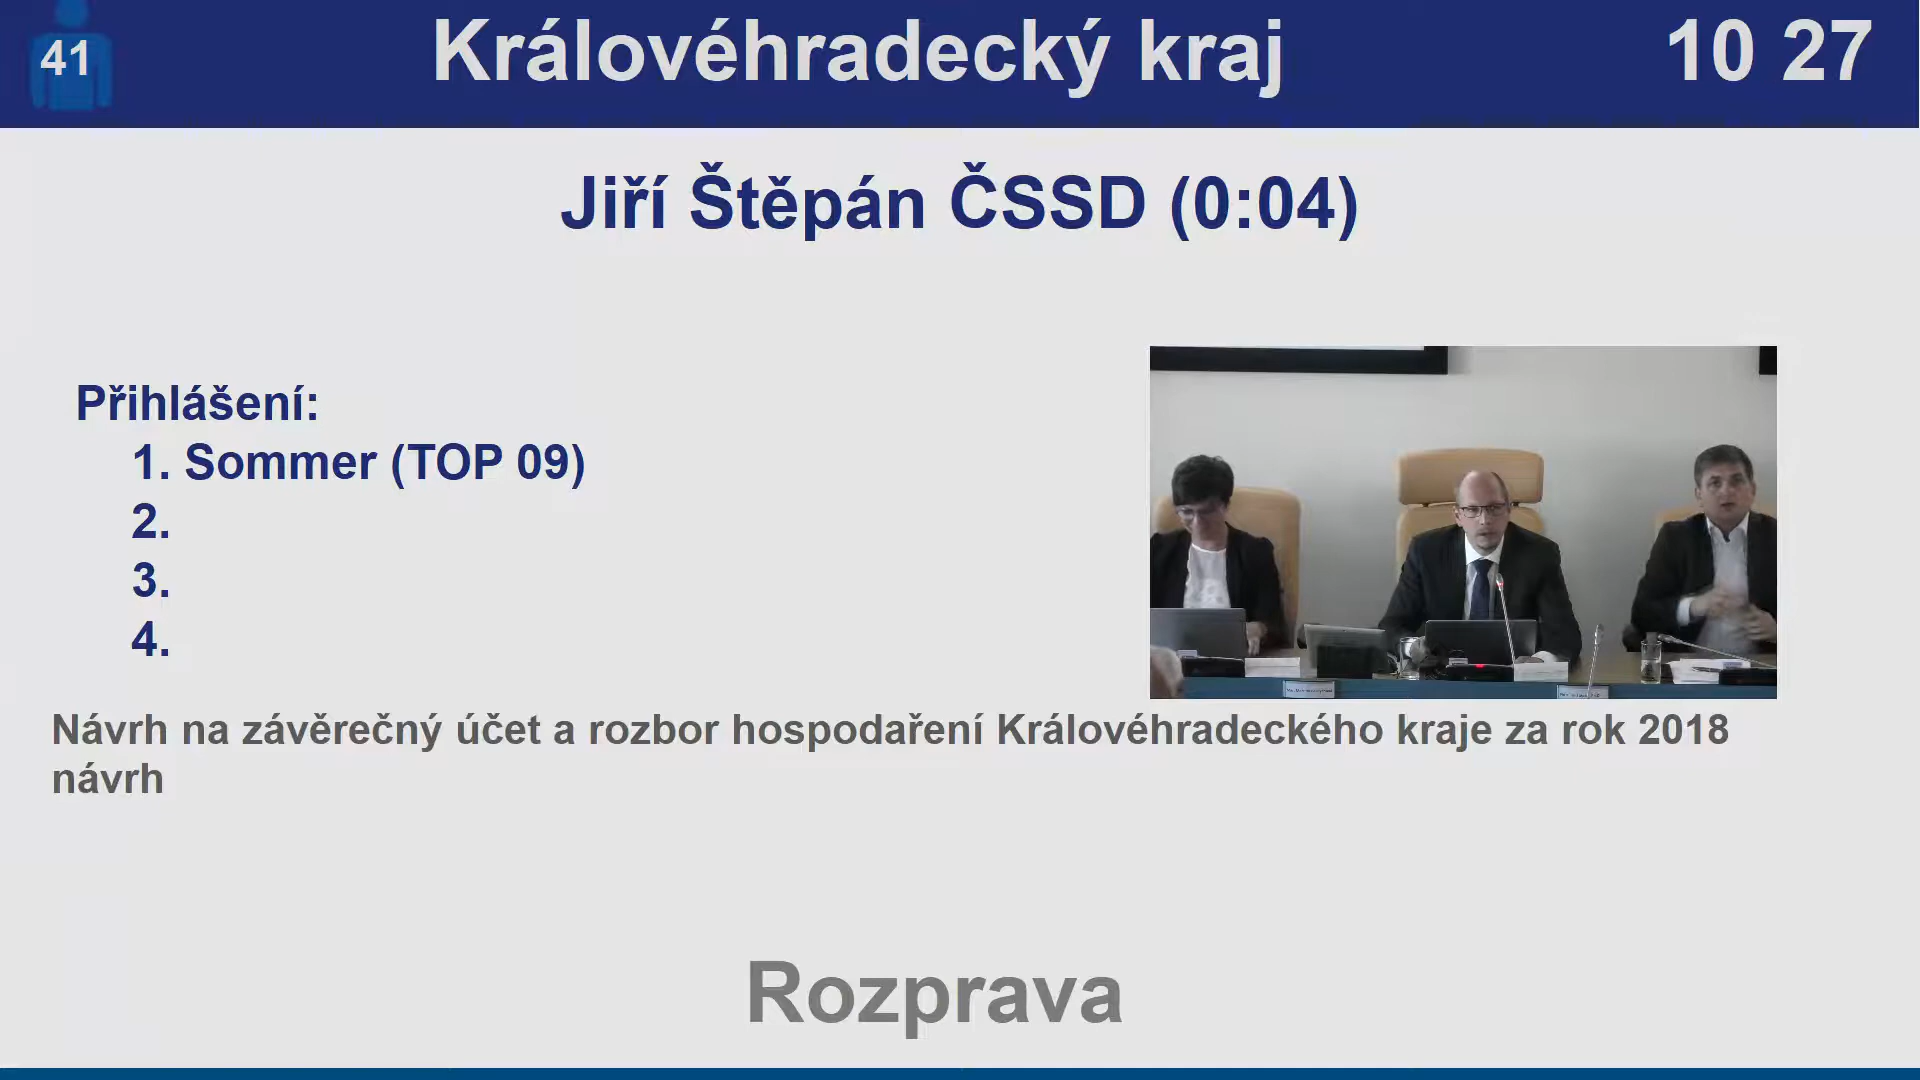 41
Královéhradecký kraj
10 27
Jiří Štěpán ČSSD (0:04)
Přihlášení:
1. Sommer (TOP 09)
2.
3.
4.
Návrh na závěrečný účet a rozbor hospodaření Královéhradeckého kraje za rok 2018
návrh
Rozprava